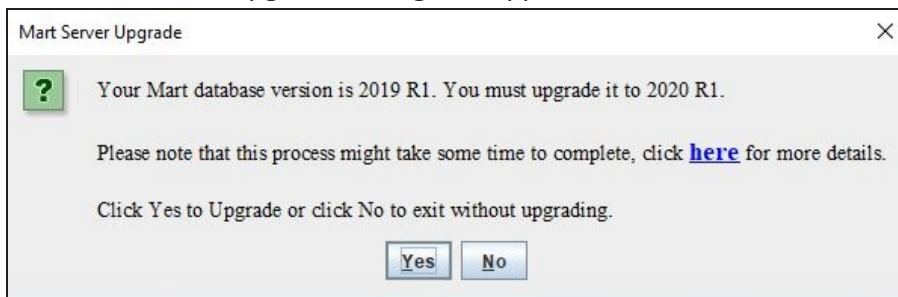 Mart Server Upgrade
?
Your Mart database version is 2019 R1. You must upgrade it to 2020 R1.
Please note that this process might take some time to complete, click here for more details.
Click Yes to Upgrade or click No to exit without upgrading.
Yes No